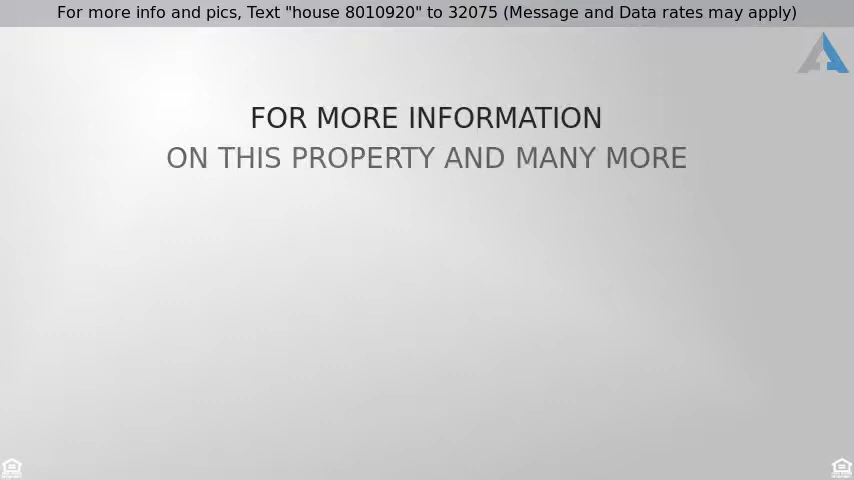 For more info and pics, Text "house 8010920" to 32075 (Message and Data rates may apply)
FOR MORE INFORMATION
ON THIS PROPERTY AND MANY MORE